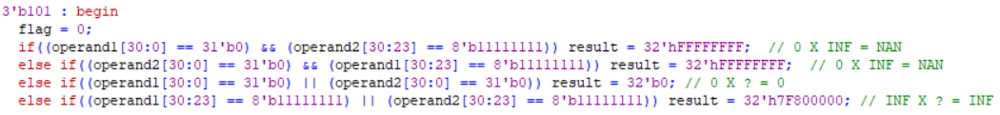 3'b101 : begin
flag = 0;
if((operand1[30:0] == 31'b0) && (operand2[30:23] == 8'b11111111)) result = 32'hFFFFFFFF;  // 0 X INF = NAN
else if((operand2[30:0] == 31'b0) && (operand1[30:23] == 8'b11111111)) result = 32'hFFFFFFFF;  // 0 X INF = NAN
else if((operand1[30:0] == 31'b0) || (operand2[30:0] == 31'b0)) result = 32'b0; // 0 X ? = 0
else if((operand1[30:23] == 8'b11111111) || (operand2[30:23] == 8'b11111111)) result = 32'h7F800000; // INF X ? = INF